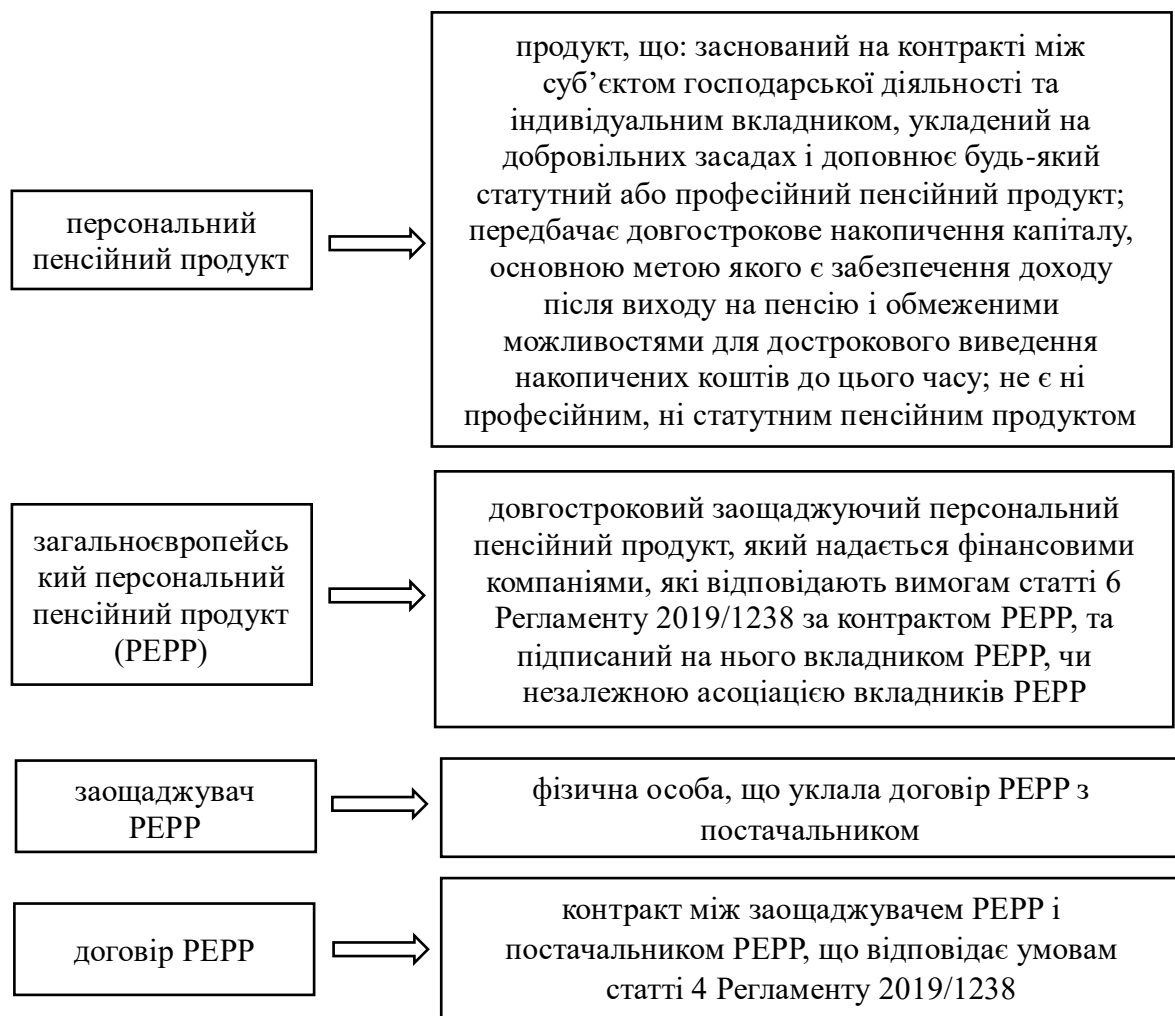 персональний
пенсійний продукт
продукт, що: заснований на контракті між
суб’єктом господарської діяльності та
індивідуальним вкладником, укладений на
добровільних засадах і доповнює будь-який
статутний або професійний пенсійний продукт;
передбачає довгострокове накопичення капіталу,
основною метою якого є забезпечення доходу
після виходу на пенсію і обмеженими
можливостями для дострокового виведення
накопичених коштів до цього часу; не є ні
професійним, ні статутним пенсійним продуктом
загальноєвропейсь
кий персональний
пенсійний продукт
(PEPP)
довгостроковий заощаджуючий персональний
пенсійний продукт, який надається фінансовими
компаніями, які відповідають вимогам статті 6
Регламенту 2019/1238 за контрактом PEPP, та
підписаний на нього вкладником PEPP, чи
незалежною асоціацією вкладників PEPP
заощаджувач
PEPP
фізична особа, що уклала договір PEPP з
постачальником
договір PEPP
контракт між заощаджувачем PEPP і
постачальником PEPP, що відповідає умовам
статті 4 Регламенту 2019/1238